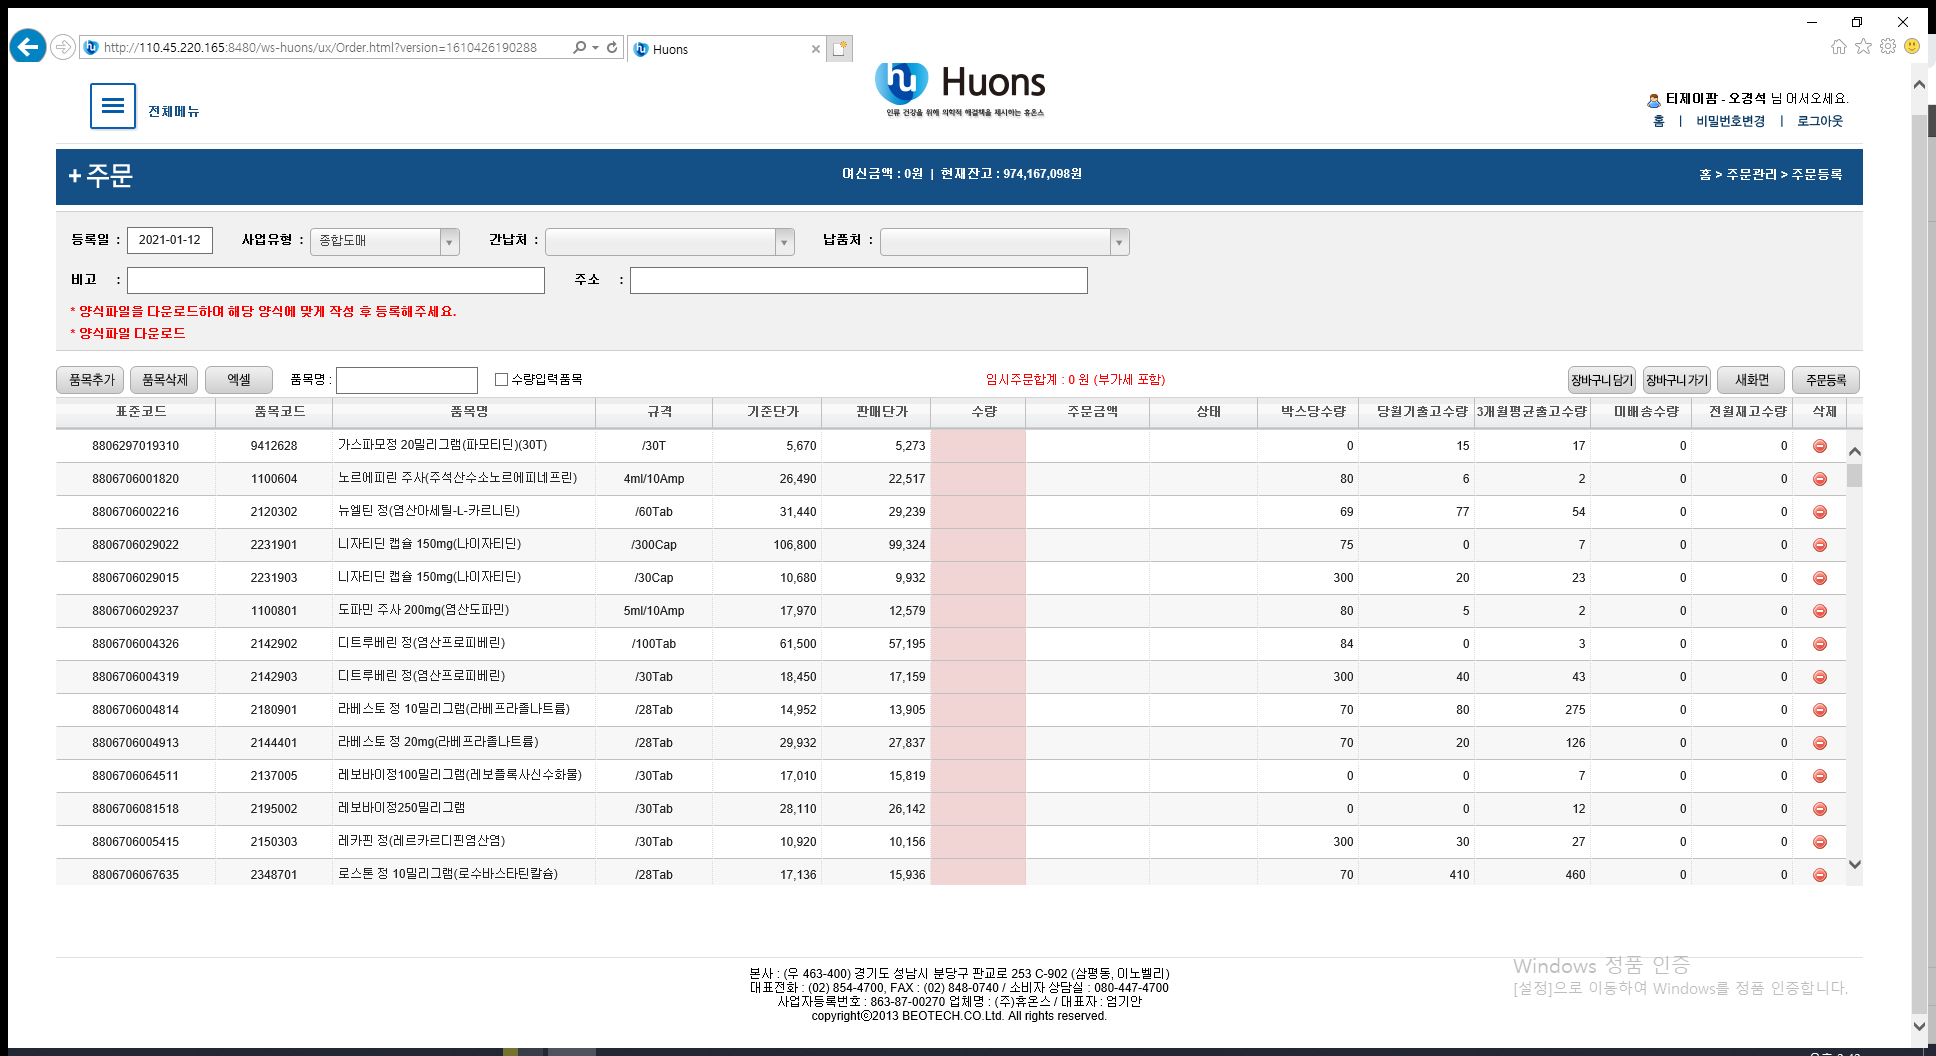 http://110.45.220.165:8480/ws-huons/ux/Order.html?version=1610426190288
Huons
전체메뉴
hu Huons
인류 건강을 위해 의학적 해결책을 제시하는 휴온스
티제이팜 - 오경석 님 어서오세요.
홈 | 비밀번호변경 | 로그아웃
+ 주문
여신금액 : 0원 | 현재잔고 : 974,167,098원
홈 > 주문관리 > 주문등록
등록일 : 2021-01-12 사업유형 : 종합도매 간납처 : 납품처 :
비고 : 주소 :
* 양식파일을 다운로드하여 해당 양식에 맞게 작성 후 등록해주세요.
* 양식파일 다운로드
품목추가 품목삭제 엑셀 품목명 : 수량입력품목 임시주문합계 : 0 원 (부가세 포함) 장바구니 담기 장바구니 가기 새화면 주문등록
표준코드 품목코드 품목명 규격 기준단가 판매단가 수량 주문금액 상태 박스당수량 당월기출고수량 3개월평균출고수량 미배송수량 전월재고수량 삭제
8806297019310 9412628 가스파모정 20밀리그램(파모티딘)(30T) /30T 5,670 5,273 0 15 17 0 0
8806706001820 1100604 노르에피린 주사(주석산수소노르에피네프린) 4ml/10Amp 26,490 22,517 80 6 2 0 0
8806706002216 2120302 뉴엘틴 정(염산아세틸-L-카르니틴) /60Tab 31,440 29,239 69 77 54 0 0
8806706029022 2231901 니자티딘 캡슐 150mg(나이자티딘) /300Cap 106,800 99,324 75 0 7 0 0
8806706029015 2231903 니자티딘 캡슐 150mg(나이자티딘) /30Cap 10,680 9,932 300 20 23 0 0
8806706029237 1100801 도파민 주사 200mg(염산도파민) 5ml/10Amp 17,970 12,579 80 5 2 0 0
8806706004326 2142902 디트루베린 정(염산프로피베린) /100Tab 61,500 57,195 84 0 3 0 0
8806706004319 2142903 디트루베린 정(염산프로피베린) /30Tab 18,450 17,159 300 40 43 0 0
8806706004814 2180901 라베스토 정 10밀리그램(라베프라졸나트륨) /28Tab 14,952 13,905 70 80 275 0 0
8806706004913 2144401 라베스토 정 20mg(라베프라졸나트륨) /28Tab 29,932 27,837 70 20 126 0 0
8806706064511 2137005 레보바이정100밀리그램(레보플록사신수화물) /30Tab 17,010 15,819 0 0 7 0 0
8806706081518 2195002 레보바이정250밀리그램 /30Tab 28,110 26,142 0 0 12 0 0
8806706005415 2150303 레카핀 정(레르카르디핀염산염) /30Tab 10,920 10,156 300 30 27 0 0
8806706067635 2348701 로스톤 정 10밀리그램(로수바스타틴칼슘) /28Tab 17,136 15,936 70 410 460 0 0
본사 : (우 463-400) 경기도 성남시 분당구 판교로 253 C-902 (삼평동, 이노벨리)
대표전화 : (02) 854-4700, FAX : (02) 848-0740 / 소비자 상담실 : 080-447-4700
사업자등록번호 : 863-87-00270 업체명 : (주)휴온스 / 대표자 : 엄기안
copyrightⓒ2013 BEOTECH.CO.Ltd. All rights reserved.
Windows 정품 인증
[설정]으로 이동하여 Windows를 정품 인증합니다.